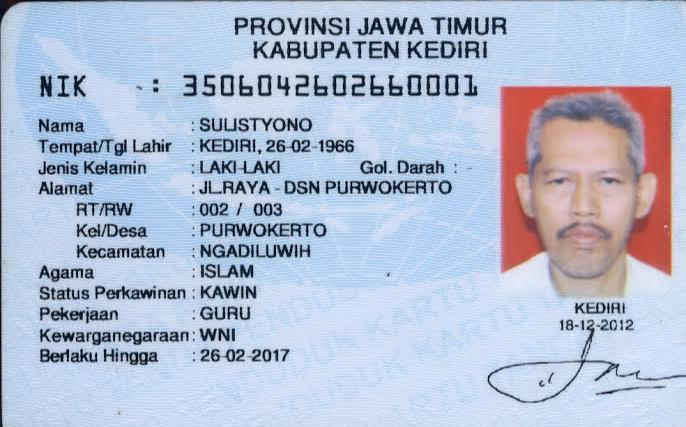 PROVINSI JAWA TIMUR
KABUPATEN KEDIRI
NIK : 3506042602660001
Nama : SULISTYONO
Tempat/Tgl Lahir : KEDIRI, 26-02-1966
Jenis Kelamin : LAKI-LAKI Gol. Darah : -
Alamat : JL.RAYA - DSN PURWOKERTO
RT/RW : 002 / 003
Kel/Desa : PURWOKERTO
Kecamatan : NGADILUWIH
Agama : ISLAM
Status Perkawinan : KAWIN
Pekerjaan : GURU
Kewarganegaraan : WNI
Berlaku Hingga : 26-02-2017
KEDIRI
18-12-2012